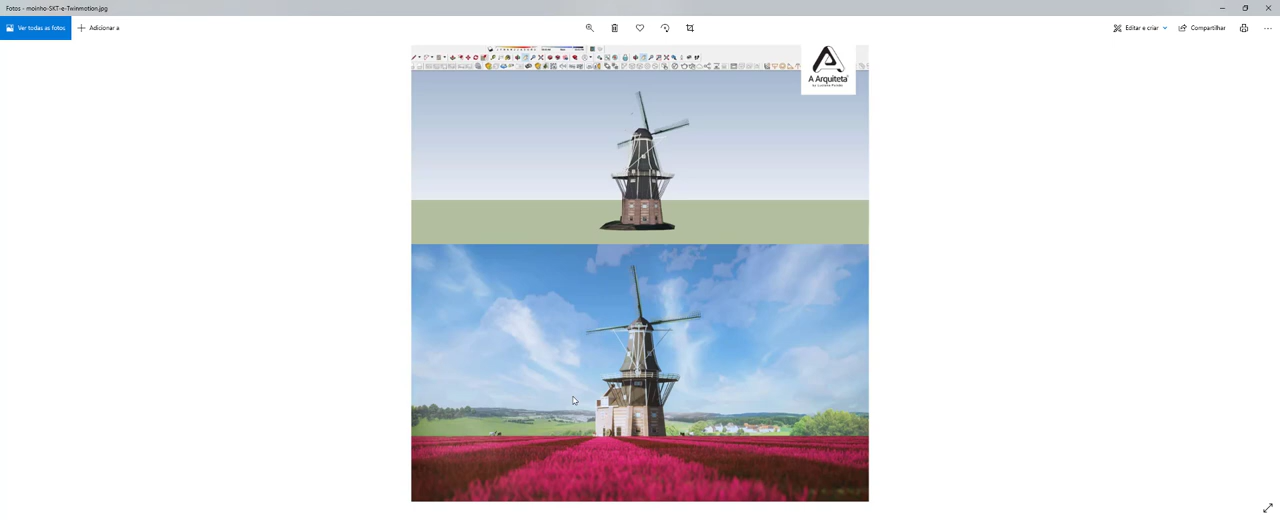 Fotos - moinho-SKT-e-Twinmotion.jpg
Ver todas as fotos
Adicionar a
Editar e criar
Compartilhar
A Arquiteta